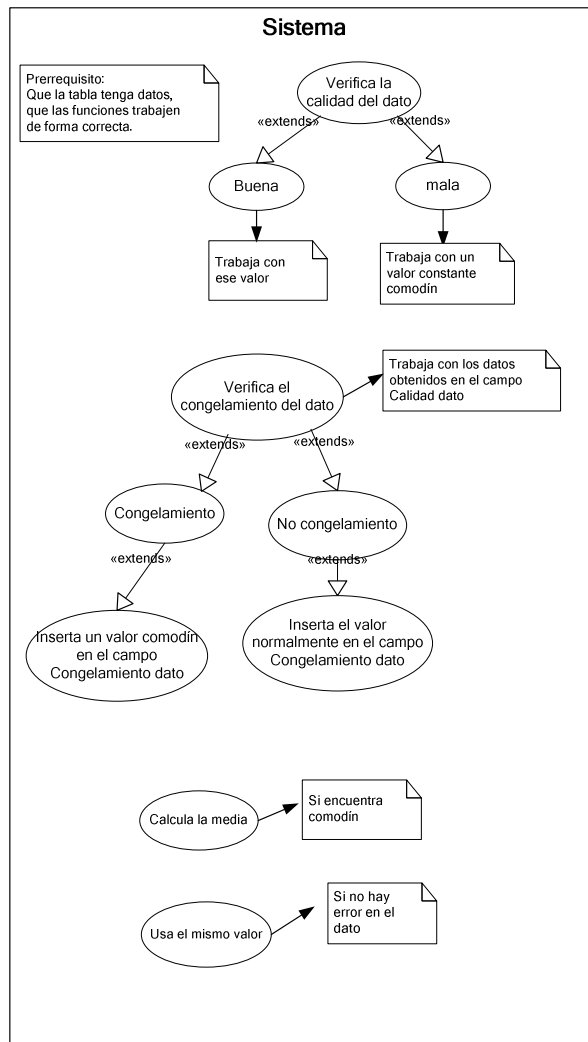 Sistema
Prerrequisito:
Que la tabla tenga datos,
que las funciones trabajen
de forma correcta.
Verifica la
calidad del dato
«extends»
«extends»
Buena
mala
Trabaja con
ese valor
Trabaja con un
valor constante
comodín
Verifica el
congelamiento del dato
Trabaja con los datos
obtenidos en el campo
Calidad dato
«extends»
«extends»
Congelamiento
No congelamiento
«extends»
«extends»
Inserta un valor comodín
en el campo
Congelamiento dato
Inserta el valor
normalmente en el campo
Congelamiento dato
Calcula la media
Si encuentra
comodín
Usa el mismo valor
Si no hay
error en el
dato